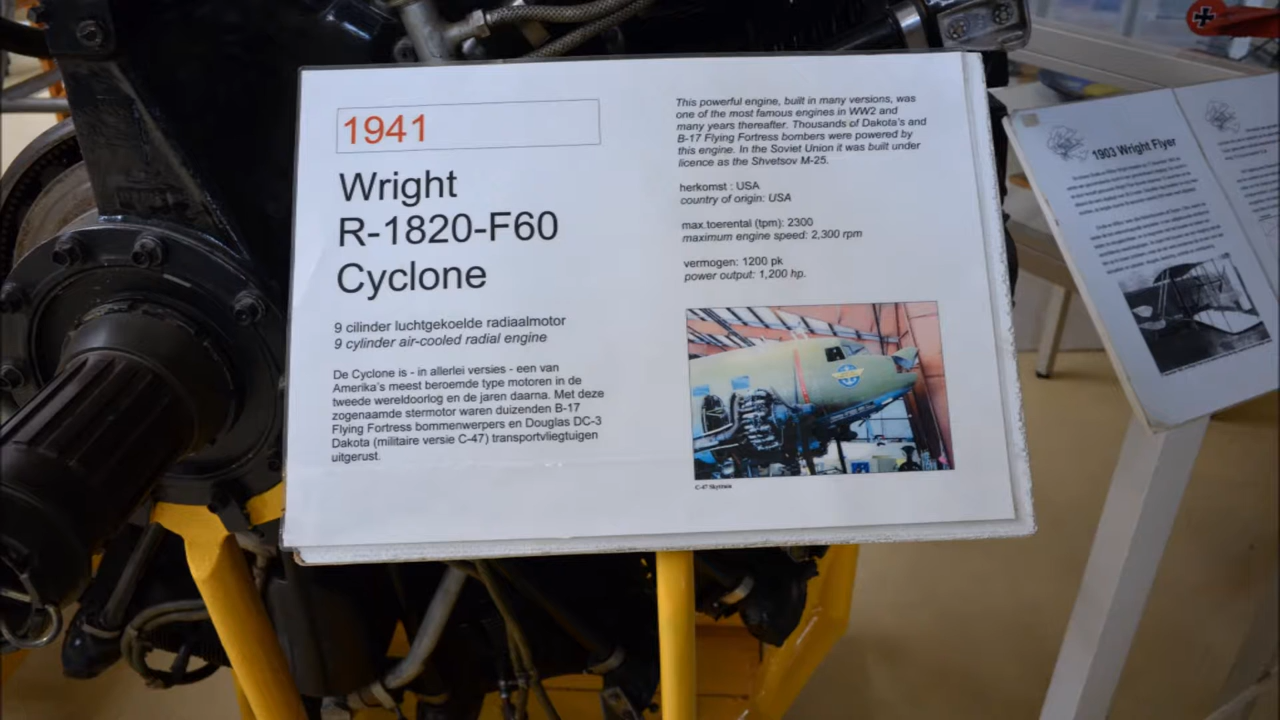 1941
Wright
R-1820-F60
Cyclone
9 cilinder luchtgekoelde radiaalmotor
9 cylinder air-cooled radial engine
De Cyclone is - in allerlei versies - een van
Amerika's meest beroemde type motoren in de
tweede wereldoorlog en de jaren daarna. Met deze
zogenaamde stermotor waren duizenden B-17
Flying Fortress bommenwerpers en Douglas DC-3
Dakota (militaire versie C-47) transportvliegtuigen
uitgerust.
This powerful engine, built in many versions, was
one of the most famous engines in WW2 and
many years thereafter. Thousands of Dakota's and
B-17 Flying Fortress bombers were powered by
this engine. In the Soviet Union it was built under
licence as the Shvetsov M-25.
herkomst : USA
country of origin: USA
max.toerental (tpm): 2300
maximum engine speed: 2,300 rpm
vermogen: 1200 pk
power output: 1,200 hp.
C-47 Skytrain
1903 Wright Flyer